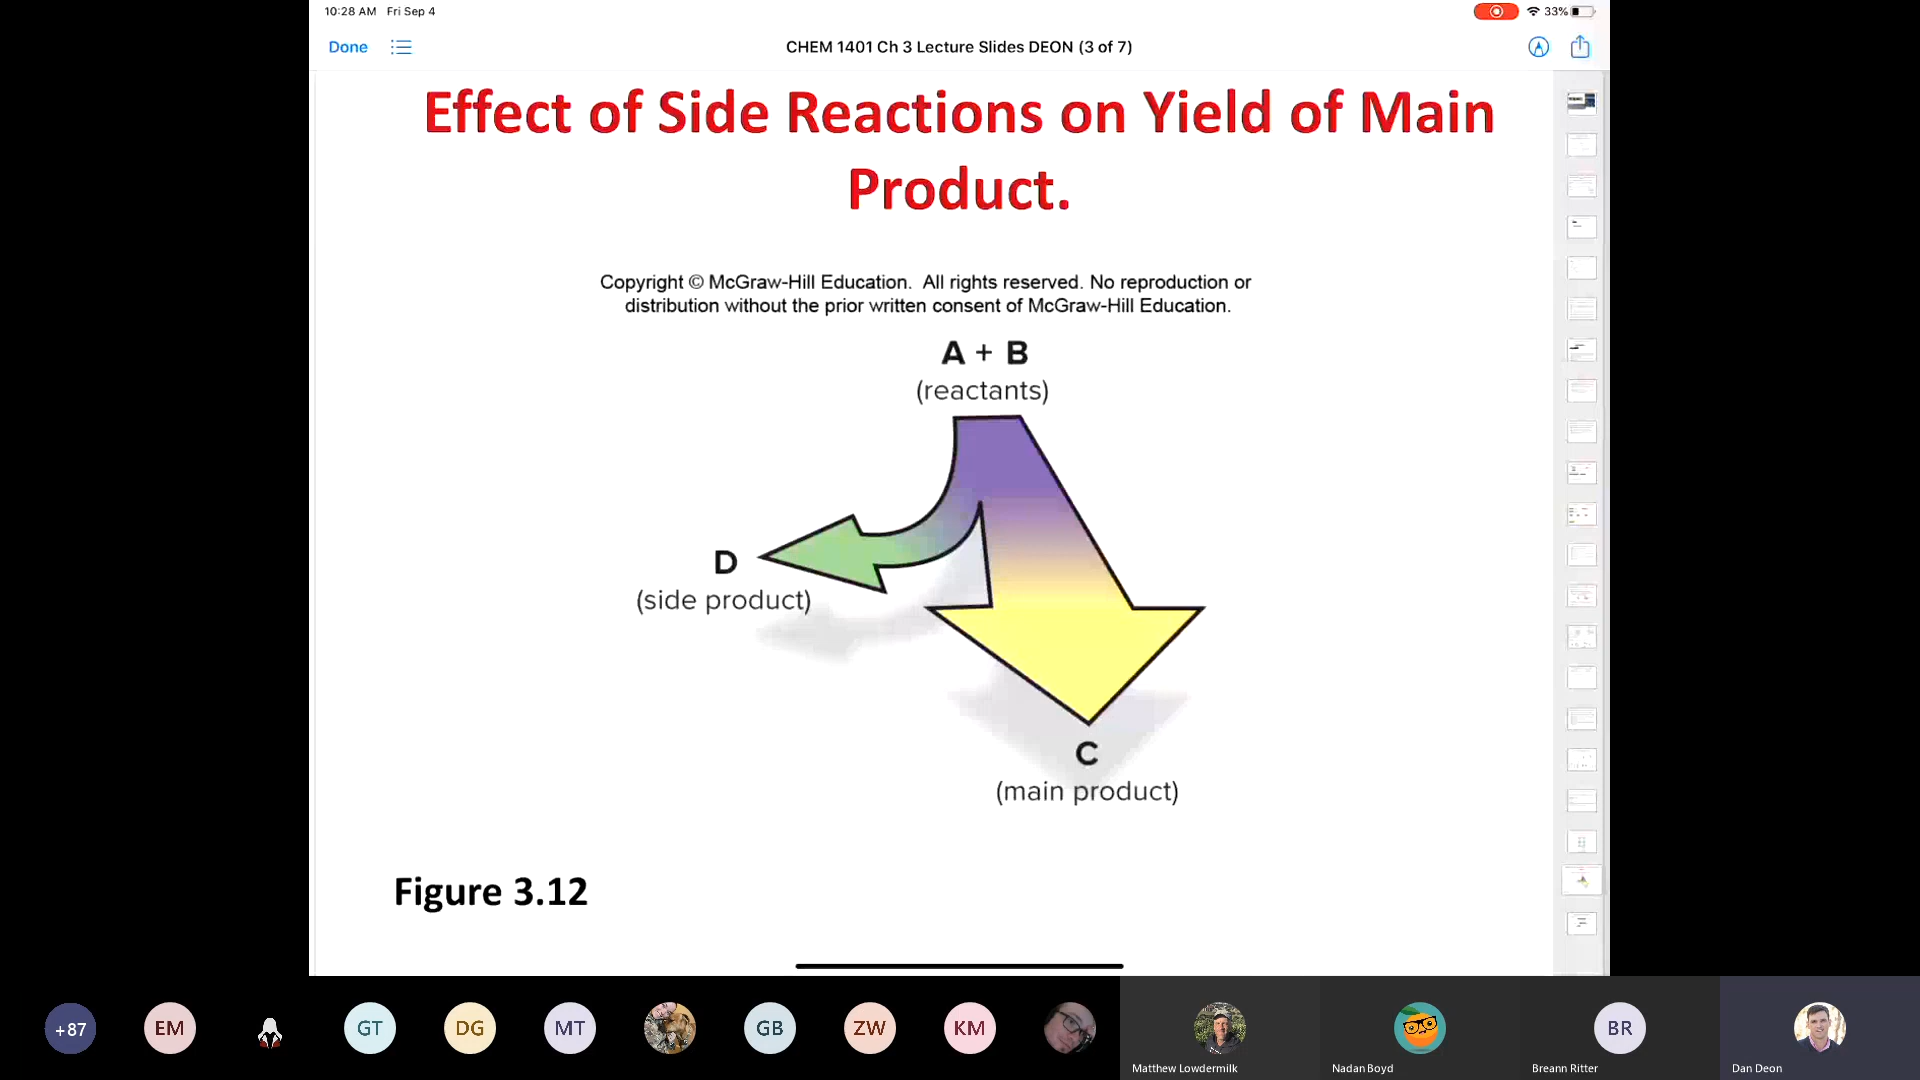 10:28 AM Fri Sep 4
33%
Done
CHEM 1401 Ch 3 Lecture Slides DEON (3 of 7)
Effect of Side Reactions on Yield of Main
Product.
Copyright © McGraw-Hill Education. All rights reserved. No reproduction or
distribution without the prior written consent of McGraw-Hill Education.
A + B
(reactants)
D
(side product)
C
(main product)
Figure 3.12
+87
EM
GT
DG
MT
GB
ZW
KM
BR
Matthew Lowdermilk
Nadan Boyd
Breann Ritter
Dan Deon